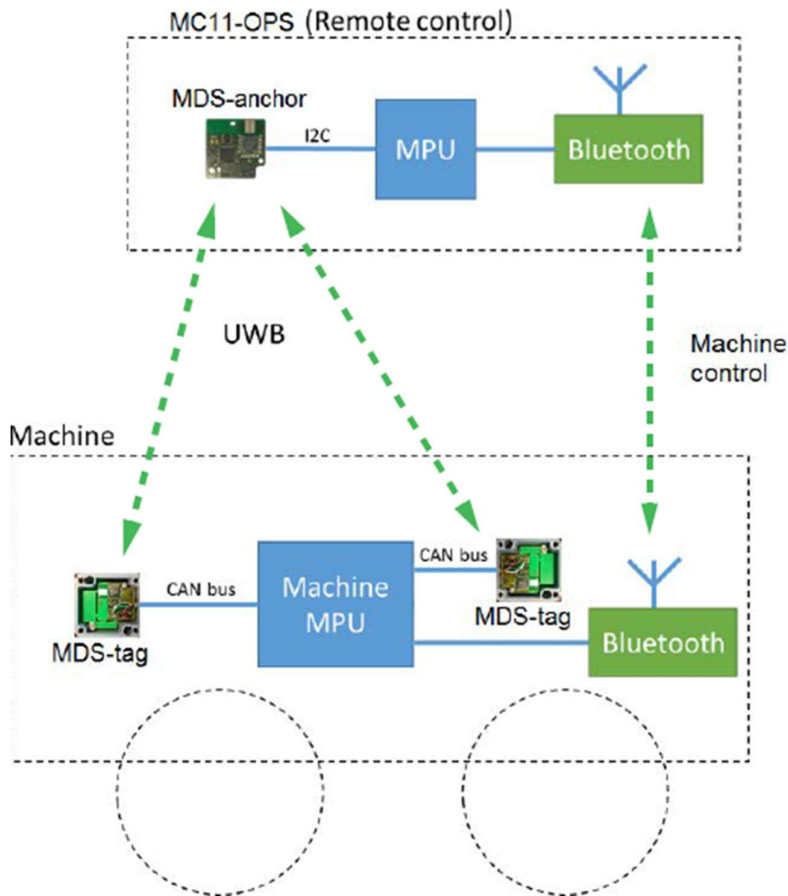 MC11-OPS (Remote control)
MDS-anchor
I2C
MPU
Bluetooth
UWB
Machine
control
Machine
CAN bus
Machine
MPU
CAN bus
MDS-tag
MDS-tag
Bluetooth